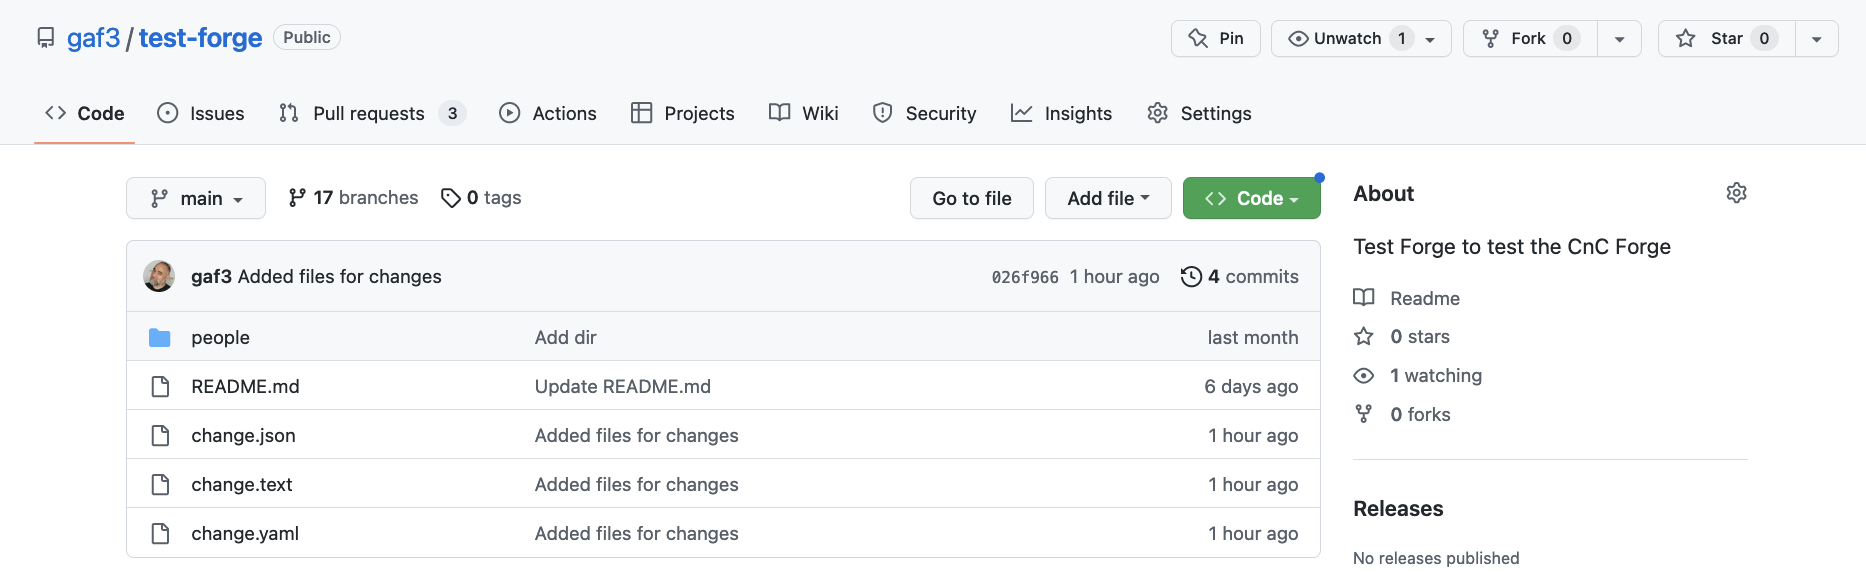 gaf3 / test-forge Public Pin Unwatch 1 Fork 0 Star 0
Code Issues Pull requests 3 Actions Projects Wiki Security Insights Settings
main 17 branches 0 tags Go to file Add file Code
gaf3 Added files for changes 026f966 1 hour ago 4 commits
people Add dir last month
README.md Update README.md 6 days ago
change.json Added files for changes 1 hour ago
change.text Added files for changes 1 hour ago
change.yaml Added files for changes 1 hour ago
About
Test Forge to test the CnC Forge
Readme
0 stars
1 watching
0 forks
Releases
No releases published